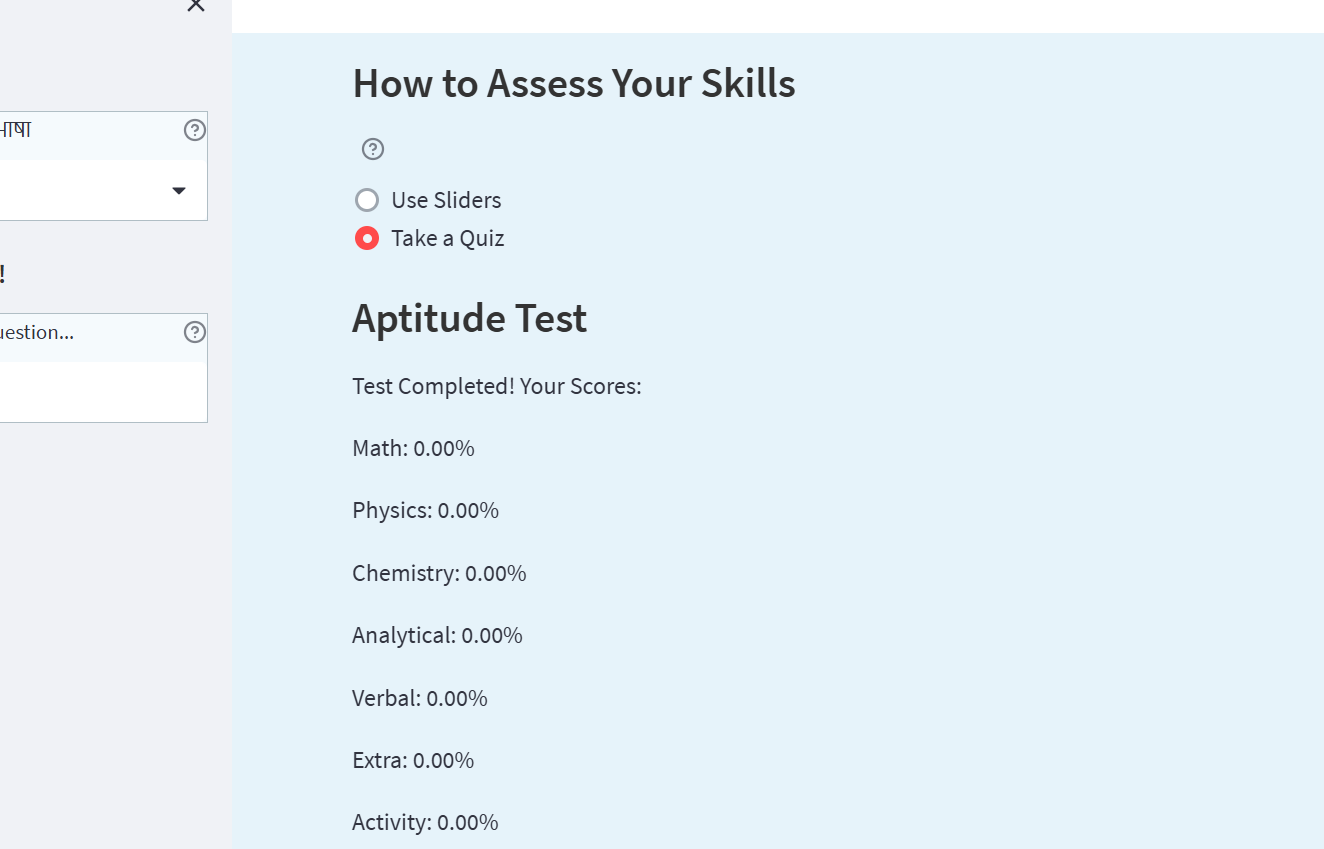 How to Assess Your Skills
Use Sliders
Take a Quiz
Aptitude Test
Test Completed! Your Scores:
Math: 0.00%
Physics: 0.00%
Chemistry: 0.00%
Analytical: 0.00%
Verbal: 0.00%
Extra: 0.00%
Activity: 0.00%